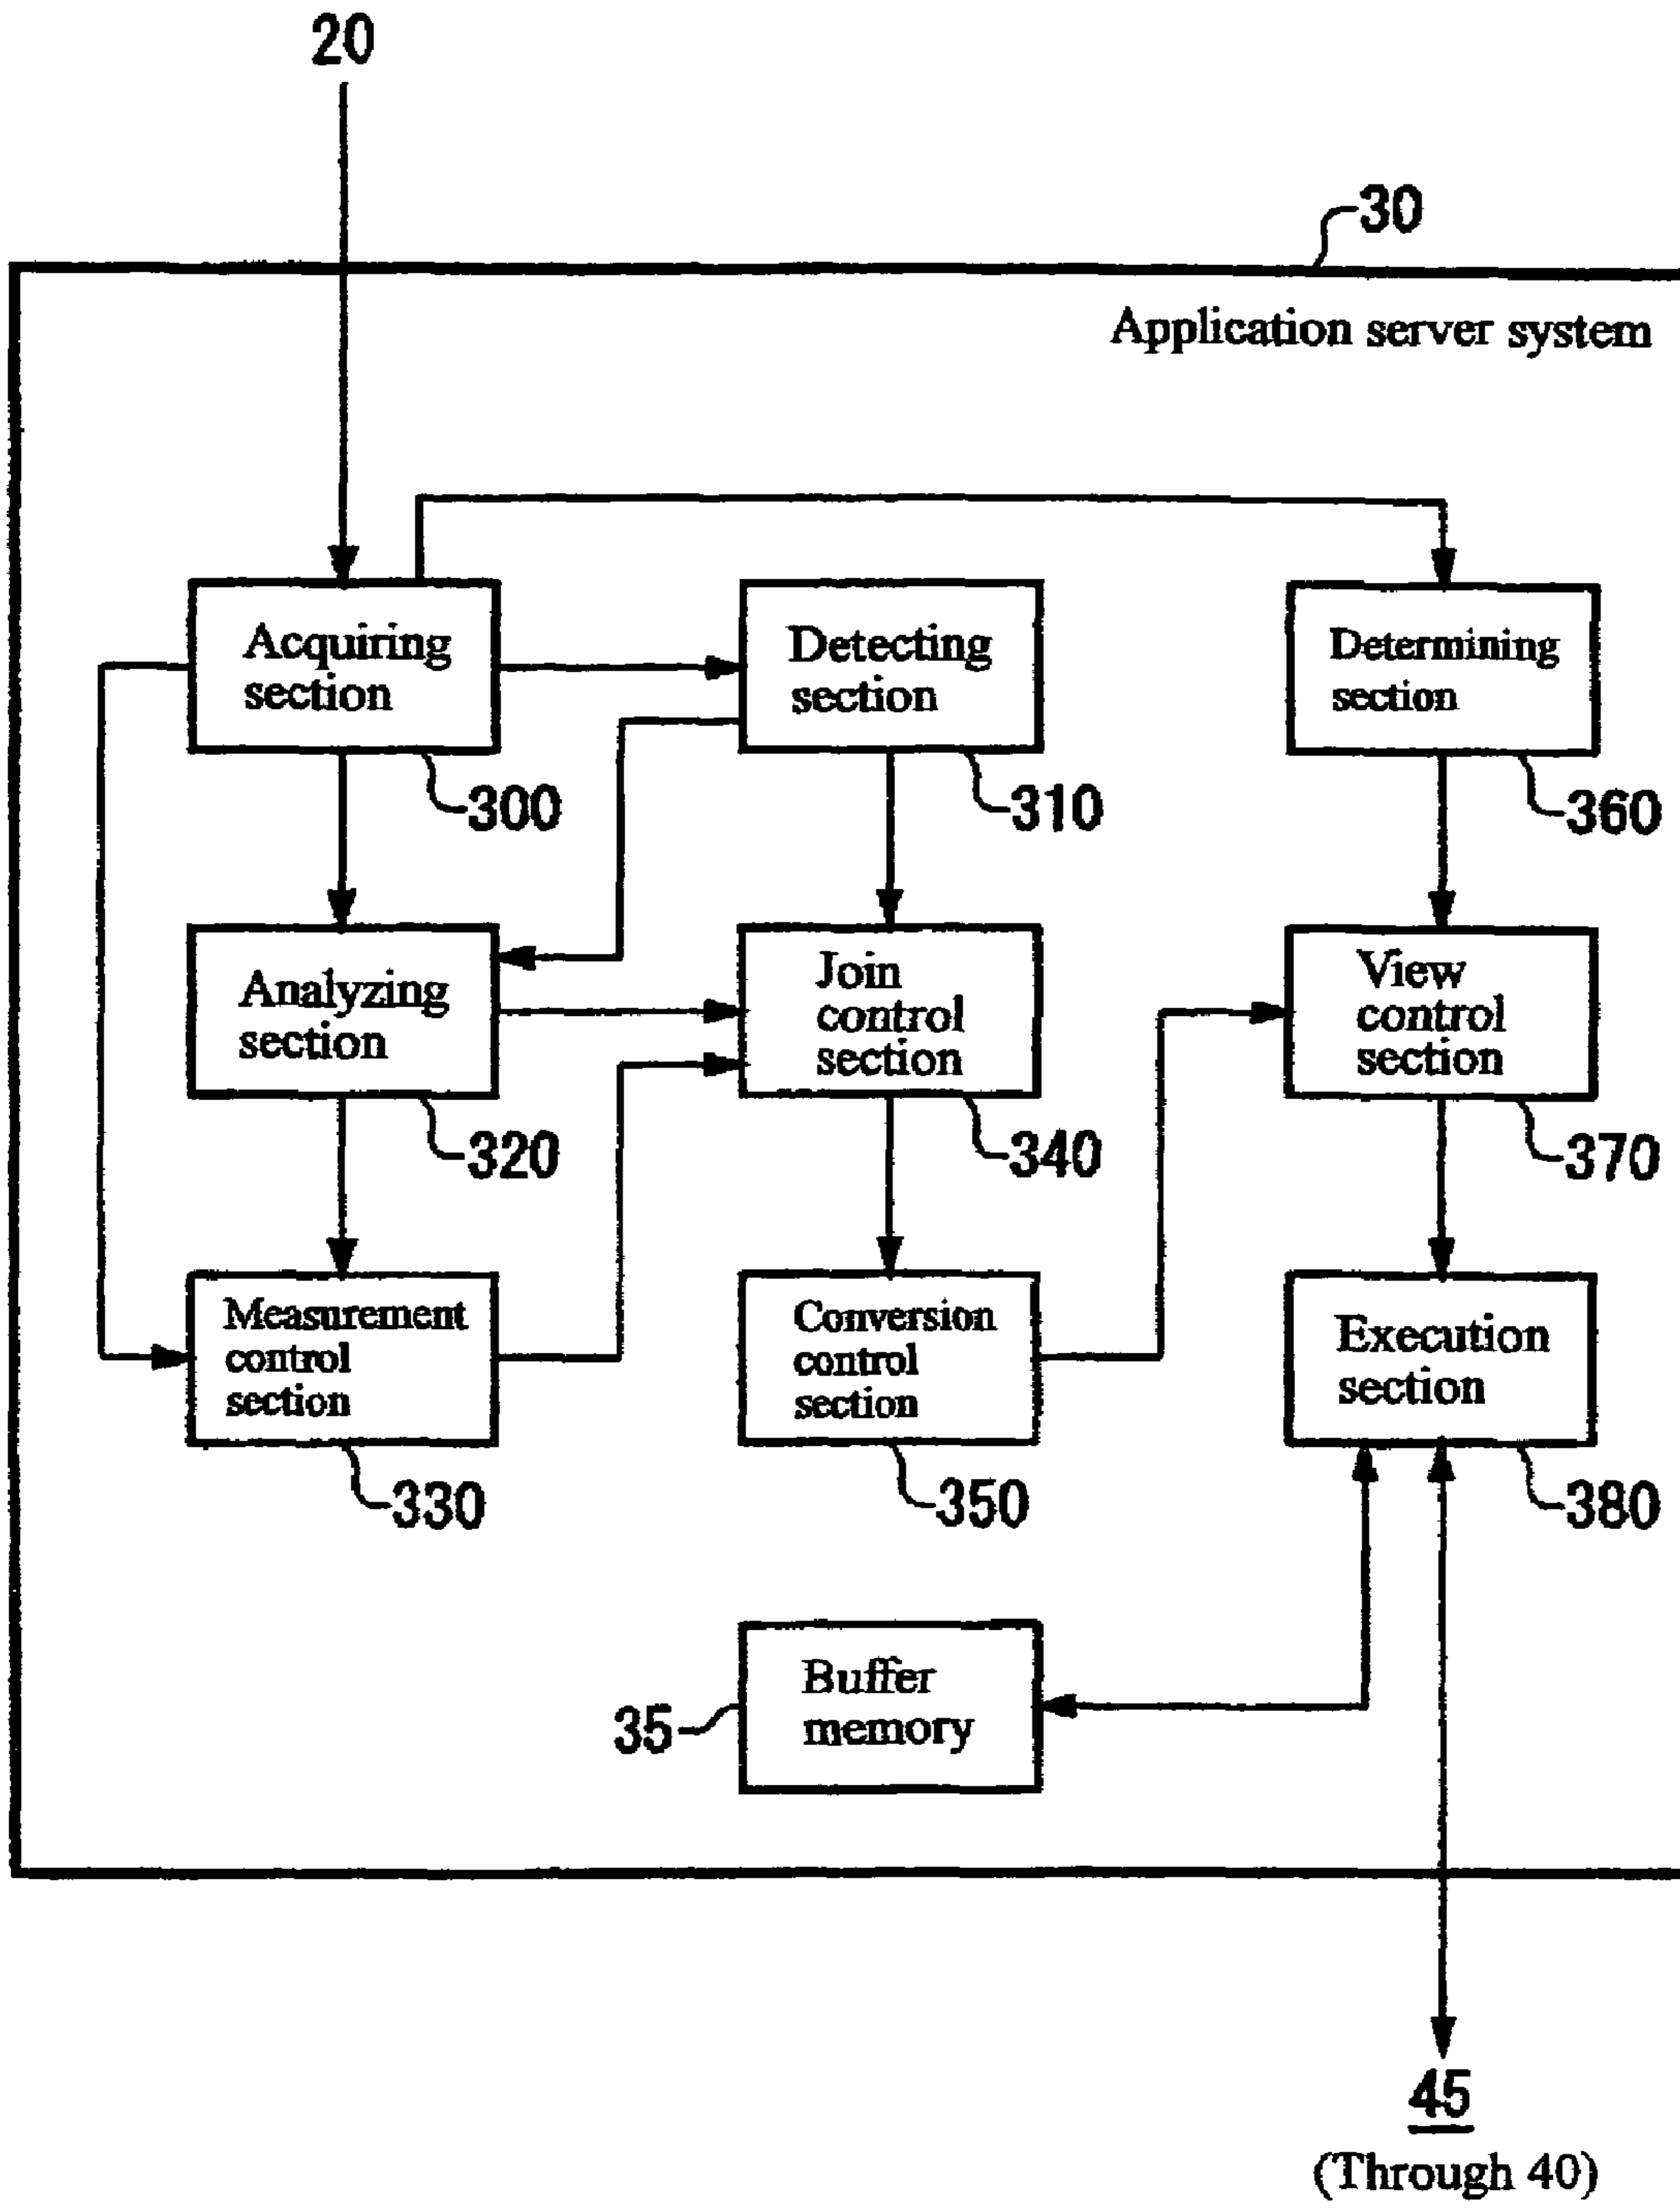 20
30
Application server system
Acquiring
section
300
Detecting
section
310
Determining
section
360
Analyzing
section
320
Join
control
section
340
View
control
section
370
Measurement
control
section
330
Conversion
control
section
350
Execution
section
380
Buffer
memory
35
45
(Through 40)